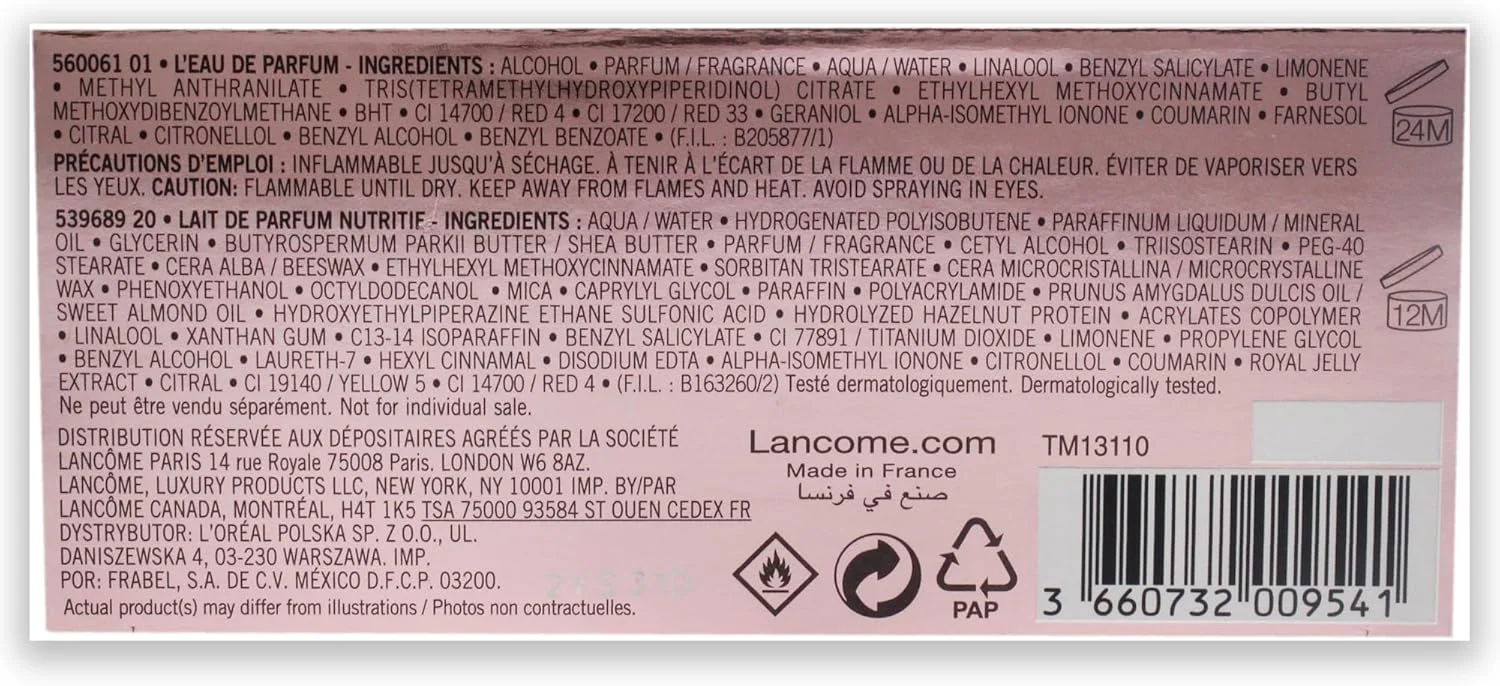 560061 01 • L'EAU DE PARFUM - INGREDIENTS : ALCOHOL • PARFUM / FRAGRANCE • AQUA / WATER • LINALOOL • BENZYL SALICYLATE • LIMONENE
• METHYL ANTHRANILATE • TRIS(TETRAMETHYLHYDROXYPIPERIDINOL) CITRATE • ETHYLHEXYL METHOXYCINNAMATE • BUTYL
METHOXYDIBENZOYLMETHANE • BHT • CI 14700 / RED 4 • CI 17200 / RED 33 • GERANIOL • ALPHA-ISOMETHYL IONONE • COUMARIN • FARNESOL
• CITRAL • CITRONELLOL • BENZYL ALCOHOL • BENZYL BENZOATE • (F.I.L. : B205877/1)
24M
PRÉCAUTIONS D'EMPLOI : INFLAMMABLE JUSQU'À SÉCHAGE. À TENIR À L'ÉCART DE LA FLAMME OU DE LA CHALEUR. ÉVITER DE VAPORISER VERS
LES YEUX. CAUTION: FLAMMABLE UNTIL DRY. KEEP AWAY FROM FLAMES AND HEAT. AVOID SPRAYING IN EYES.
539689 20 • LAIT DE PARFUM NUTRITIF - INGREDIENTS : AQUA / WATER • HYDROGENATED POLYISOBUTENE • PARAFFINUM LIQUIDUM / MINERAL
OIL • GLYCERIN • BUTYROSPERMUM PARKII BUTTER / SHEA BUTTER • PARFUM / FRAGRANCE • CETYL ALCOHOL • TRIISOSTEARIN • PEG-40
STEARATE • CERA ALBA / BEESWAX • ETHYLHEXYL METHOXYCINNAMATE • SORBITAN TRISTEARATE • CERA MICROCRISTALLINA / MICROCRYSTALLINE
WAX • PHENOXYETHANOL • OCTYLDODECANOL • MICA • CAPRYLYL GLYCOL • PARAFFIN • POLYACRYLAMIDE • PRUNUS AMYGDALUS DULCIS OIL /
SWEET ALMOND OIL • HYDROXYETHYLPIPERAZINE ETHANE SULFONIC ACID • HYDROLYZED HAZELNUT PROTEIN • ACRYLATES COPOLYMER
• LINALOOL • XANTHAN GUM • C13-14 ISOPARAFFIN • BENZYL SALICYLATE • CI 77891 / TITANIUM DIOXIDE • LIMONENE • PROPYLENE GLYCOL
• BENZYL ALCOHOL • LAURETH-7 • HEXYL CINNAMAL • DISODIUM EDTA • ALPHA-ISOMETHYL IONONE • CITRONELLOL • COUMARIN • ROYAL JELLY
EXTRACT • CITRAL • CI 19140 / YELLOW 5 • CI 14700 / RED 4 • (F.I.L. : B163260/2) Testé dermatologiquement. Dermatologically tested.
Ne peut être vendu séparément. Not for individual sale.
12M
DISTRIBUTION RÉSERVÉE AUX DÉPOSITAIRES AGRÉÉS PAR LA SOCIÉTÉ
LANCÔME PARIS 14 rue Royale 75008 Paris. LONDON W6 8AZ.
LANCÔME, LUXURY PRODUCTS LLC, NEW YORK, NY 10001 IMP. BY/PAR
LANCÔME CANADA, MONTRÉAL, H4T 1K5 TSA 75000 93584 ST OUEN CEDEX FR
DYSTRYBUTOR: L'ORÉAL POLSKA SP. Z O.O., UL.
DANISZEWSKA 4, 03-230 WARSZAWA. IMP.
POR: FRABEL, S.A. DE C.V. MÉXICO D.F.C.P. 03200.
Actual product(s) may differ from illustrations / Photos non contractuelles.
Lancome.com
Made in France
صنع في فرنسا
PAP
TM13110
3 660732 009541